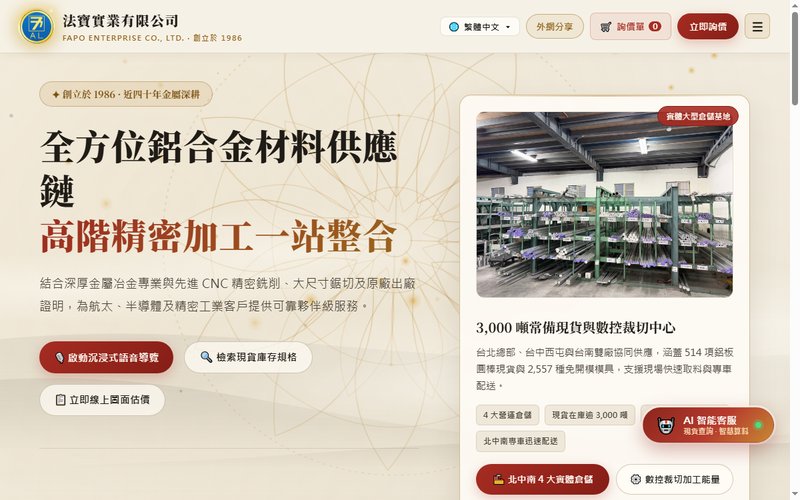 法寶實業有限公司
FAPO ENTERPRISE CO., LTD. · 創立於 1986
繁體中文
外網分享
詢價單 0
立即詢價
創立於 1986 · 近四十年金屬深耕
全方位鋁合金材料供應
鏈
高階精密加工一站整合
結合深厚金屬冶金專業與先進 CNC 精密銑削、大尺寸鋸切及原廠出廠
證明，為航太、半導體及精密工業客戶提供可靠夥伴級服務。
啟動沉浸式語音導覽
檢索現貨庫存規格
立即線上圖面估價
實體大型倉儲基地
3,000 噸常備現貨與數控裁切中心
台北總部、台中西屯與台南雙廠協同供應，涵蓋 514 項鋁板
圓棒現貨與 2,557 種免開模模具，支援現場快速取料與專車
配送。
4 大營運倉儲
現貨在庫逾 3,000 噸
北中南專車迅速配送
AI 智能客服
現貨查詢 · 智慧算料
北中南 4 大實體倉儲
數控裁切加工能量